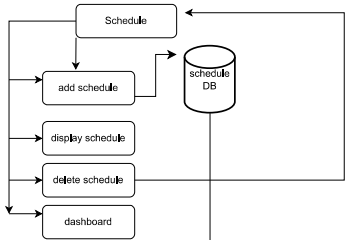 Schedule
add schedule
schedule
DB
display schedule
delete schedule
dashboard